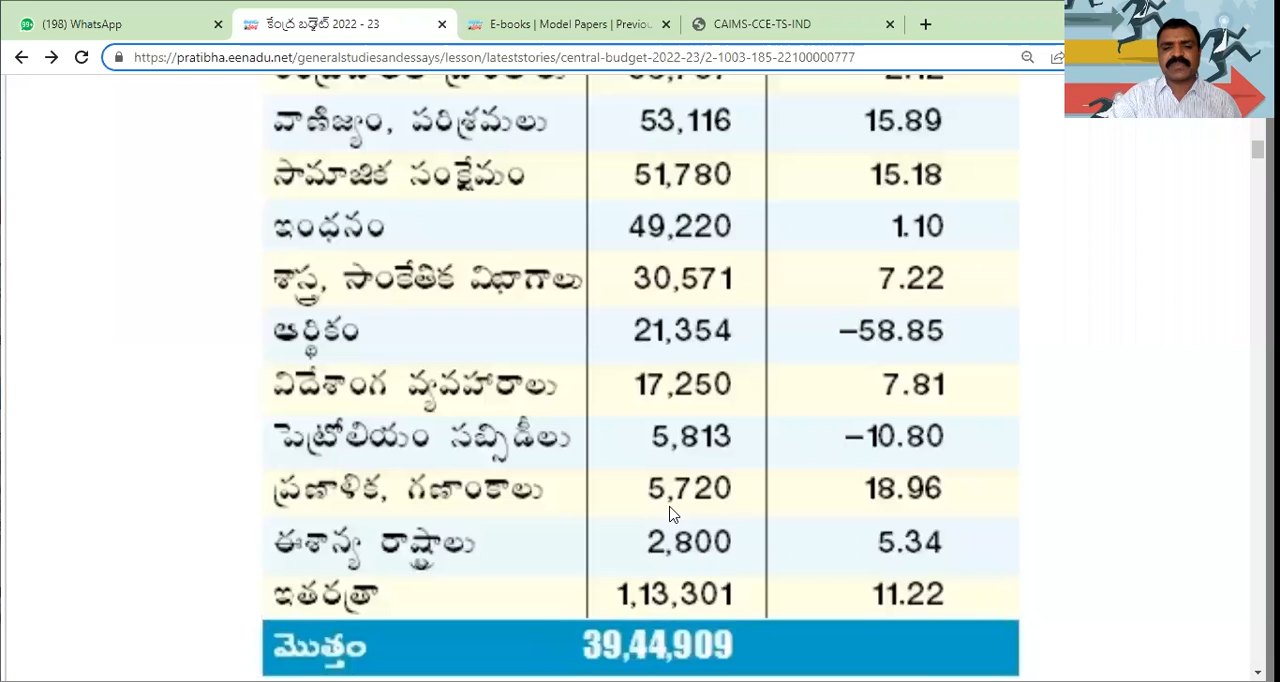 (198) WhatsApp
కేంద్ర బడ్జెట్ 2022 - 23
E-books | Model Papers | Previou
CAIMS-CCE-TS-IND
https://pratibha.eenadu.net/generalstudiesandessays/lesson/lateststories/central-budget-2022-23/2-1003-185-22100000777
వాణిజ్యం, పరిశ్రమలు 53,116 15.89
సామాజిక సంక్షేమం 51,780 15.18
ఇంధనం 49,220 1.10
శాస్త్ర, సాంకేతిక విభాగాలు 30,571 7.22
ఆర్థికం 21,354 –58.85
విదేశాంగ వ్యవహారాలు 17,250 7.81
పెట్రోలియం సబ్సిడీలు 5,813 –10.80
ప్రణాళిక, గణాంకాలు 5,720 18.96
ఈశాన్య రాష్ట్రాలు 2,800 5.34
ఇతరత్రా 1,13,301 11.22
మొత్తం 39,44,909